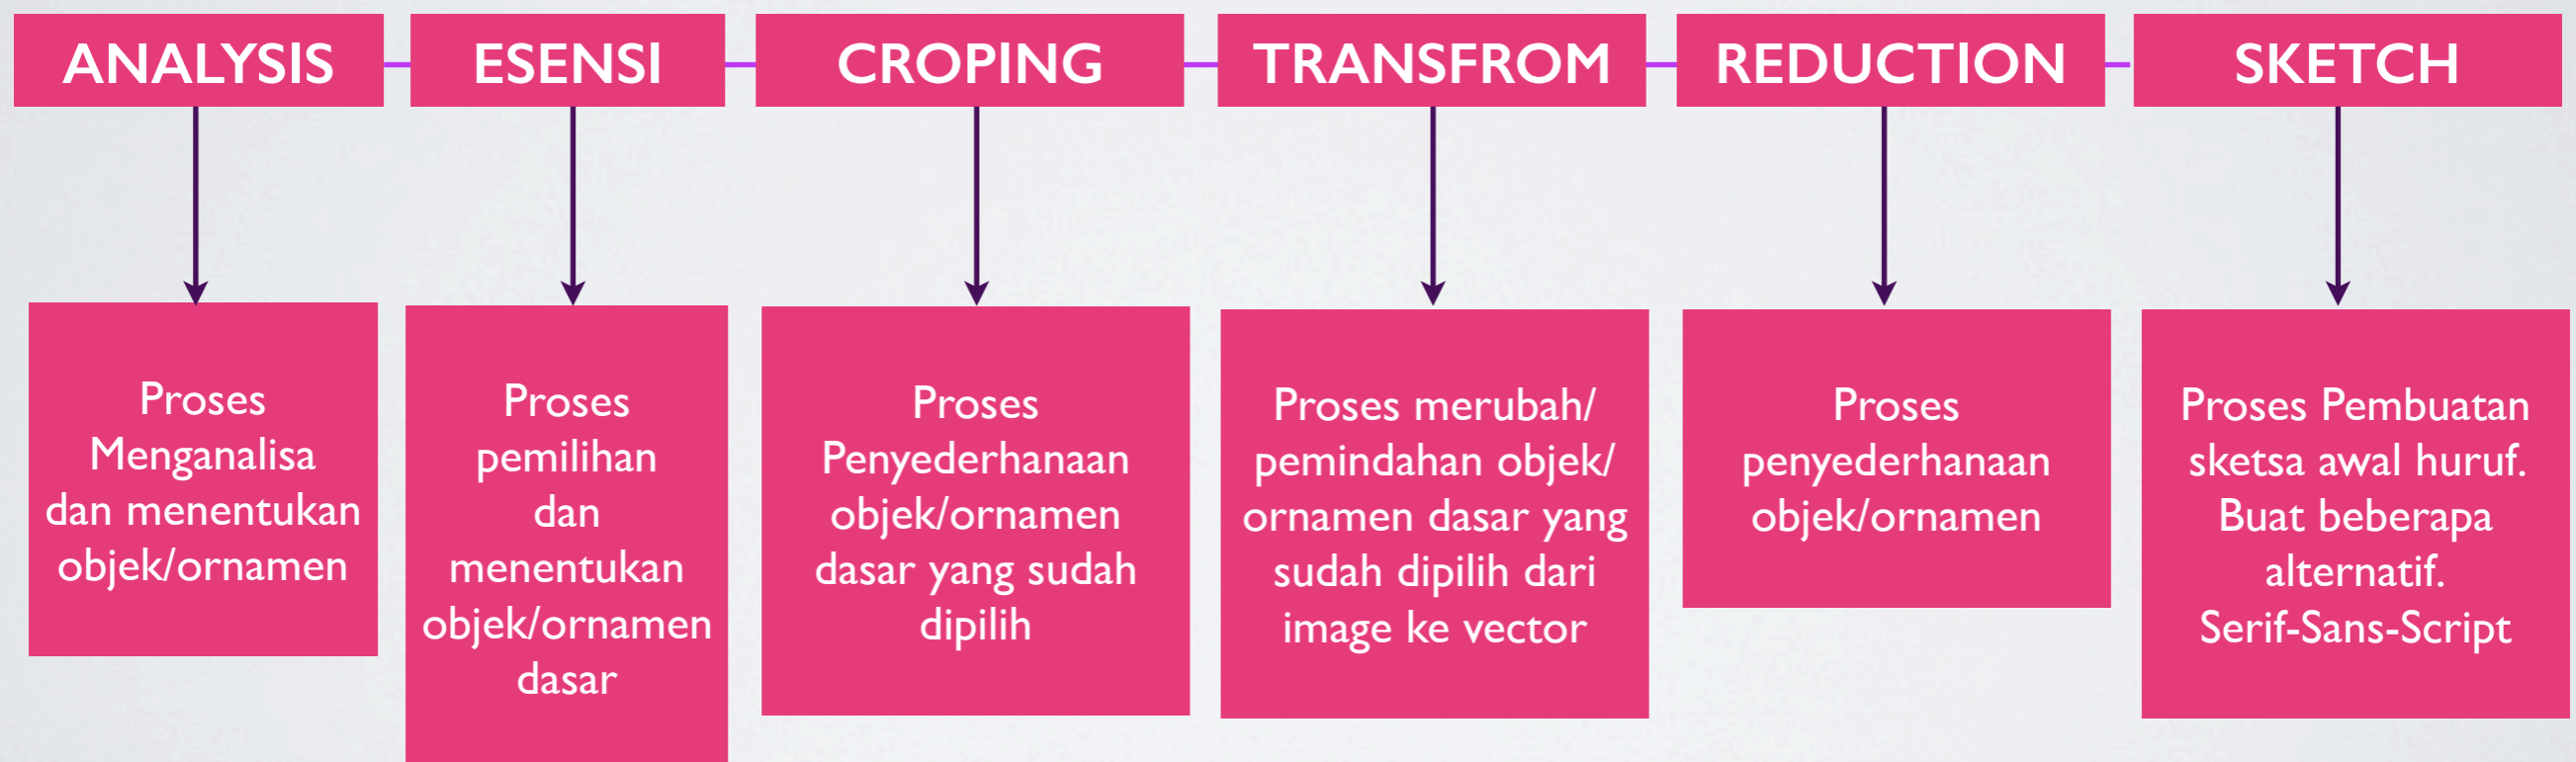 ANALYSIS
ESENSI
CROPING
TRANSFROM
REDUCTION
SKETCH
Proses
Menganalisa
dan menentukan
objek/ornamen
Proses
pemilihan
dan
menentukan
objek/ornamen
dasar
Proses
Penyederhanaan
objek/ornamen
dasar yang sudah
dipilih
Proses merubah/
pemindahan objek/
ornamen dasar yang
sudah dipilih dari
image ke vector
Proses
penyederhanaan
objek/ornamen
Proses Pembuatan
sketsa awal huruf.
Buat beberapa
alternatif.
Serif-Sans-Script